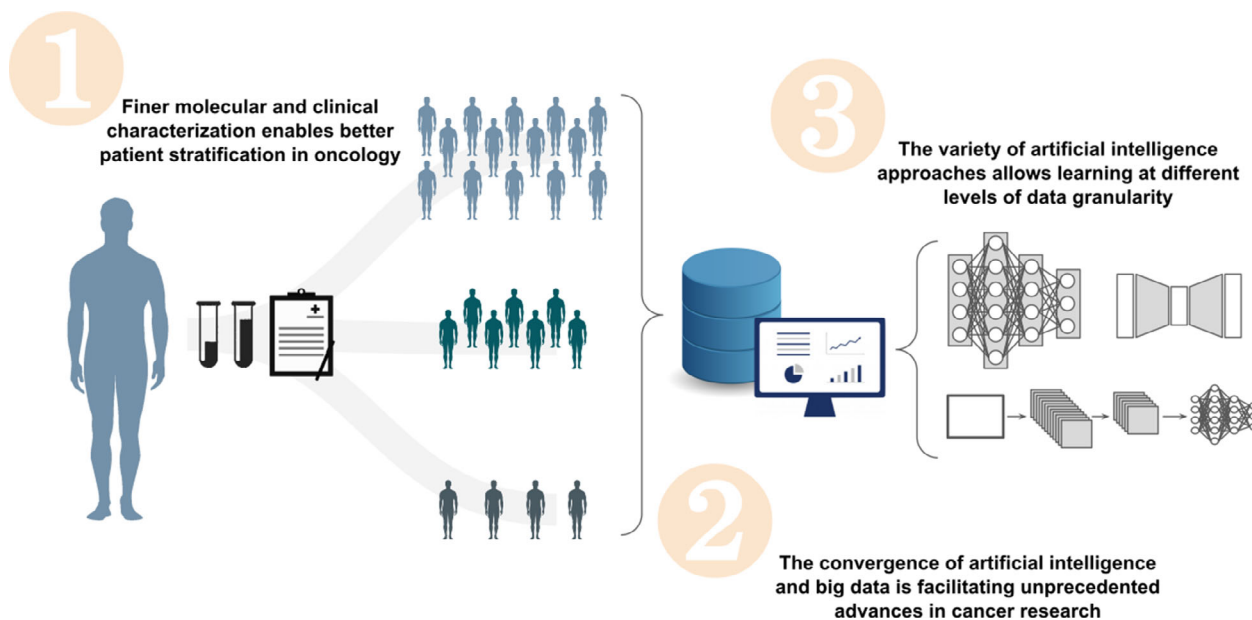 1
Finer molecular and clinical
characterization enables better
patient stratification in oncology
2
The convergence of artificial intelligence
and big data is facilitating unprecedented
advances in cancer research
3
The variety of artificial intelligence
approaches allows learning at different
levels of data granularity